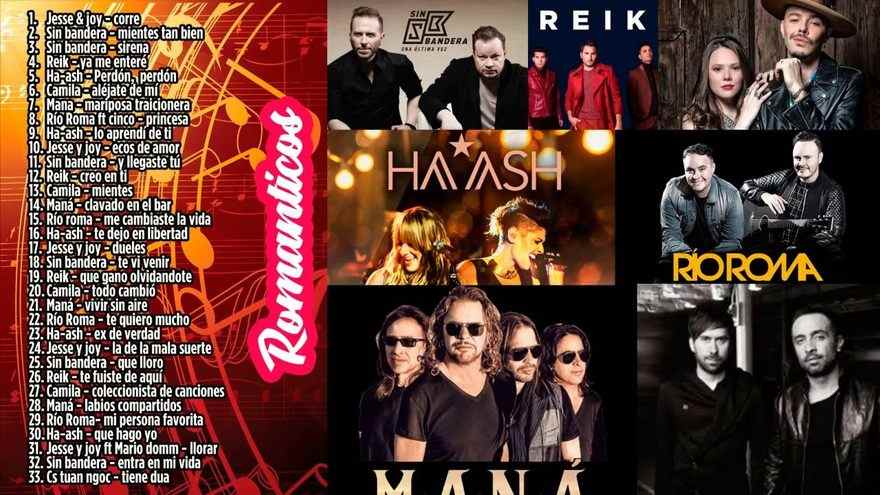 1. Jesse & joy - corre
2. Sin bandera - mientes tan bien
3. Sin bandera - sirena
4. Reik - ya me enteré
5. Ha-ash - Perdón, perdón
6. Camila - aléjate de mí
7. Mana - mariposa traicionera
8. Río Roma ft cinco - princesa
9. Ha-ash - lo aprendi de ti
10. Jesse y joy - ecos de amor
11. Sin bandera - y llegaste tú
12. Reik - creo en ti
13. Camila - mientes
14. Maná - clavado en el bar
15. Río roma - me cambiaste la vida
16. Ha-ash - te dejo en libertad
17. Jesse y joy - dueles
18. Sin bandera - te vi venir
19. Reik - que gano olvidandote
20. Camila - todo cambió
21. Maná - vivir sin aire
22. Río Roma - te quiero mucho
23. Ha-ash - ex de verdad
24. Jesse y joy - la de la mala suerte
25. Sin bandera - que lloro
26. Reik - te fuiste de aquí
27. Camila - coleccionista de canciones
28. Maná - labios compartidos
29. Río Roma- mi persona favorita
30. Ha-ash - que hago yo
31. Jesse y joy ft Mario domm - llorar
32. Sin bandera - entra en mi vida
33. Cs tuan ngoc - tiene dua
Romanticos
SIN
BANDERA
UNA ÚLTIMA VEZ
REIK
HA*ASH
RÍO ROMA
MANÁ